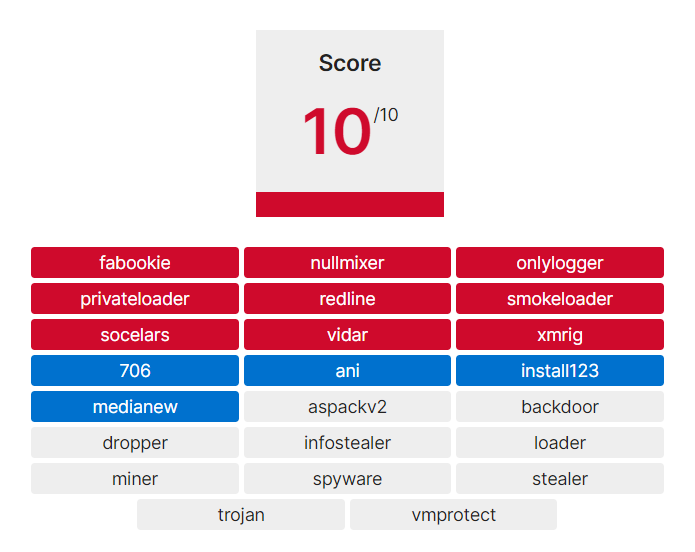 Score
10/10
fabookie nullmixer onlylogger
privateloader redline smokeloader
socelars vidar xmrig
706 ani install123
medianew aspackv2 backdoor
dropper infostealer loader
miner spyware stealer
trojan vmprotect